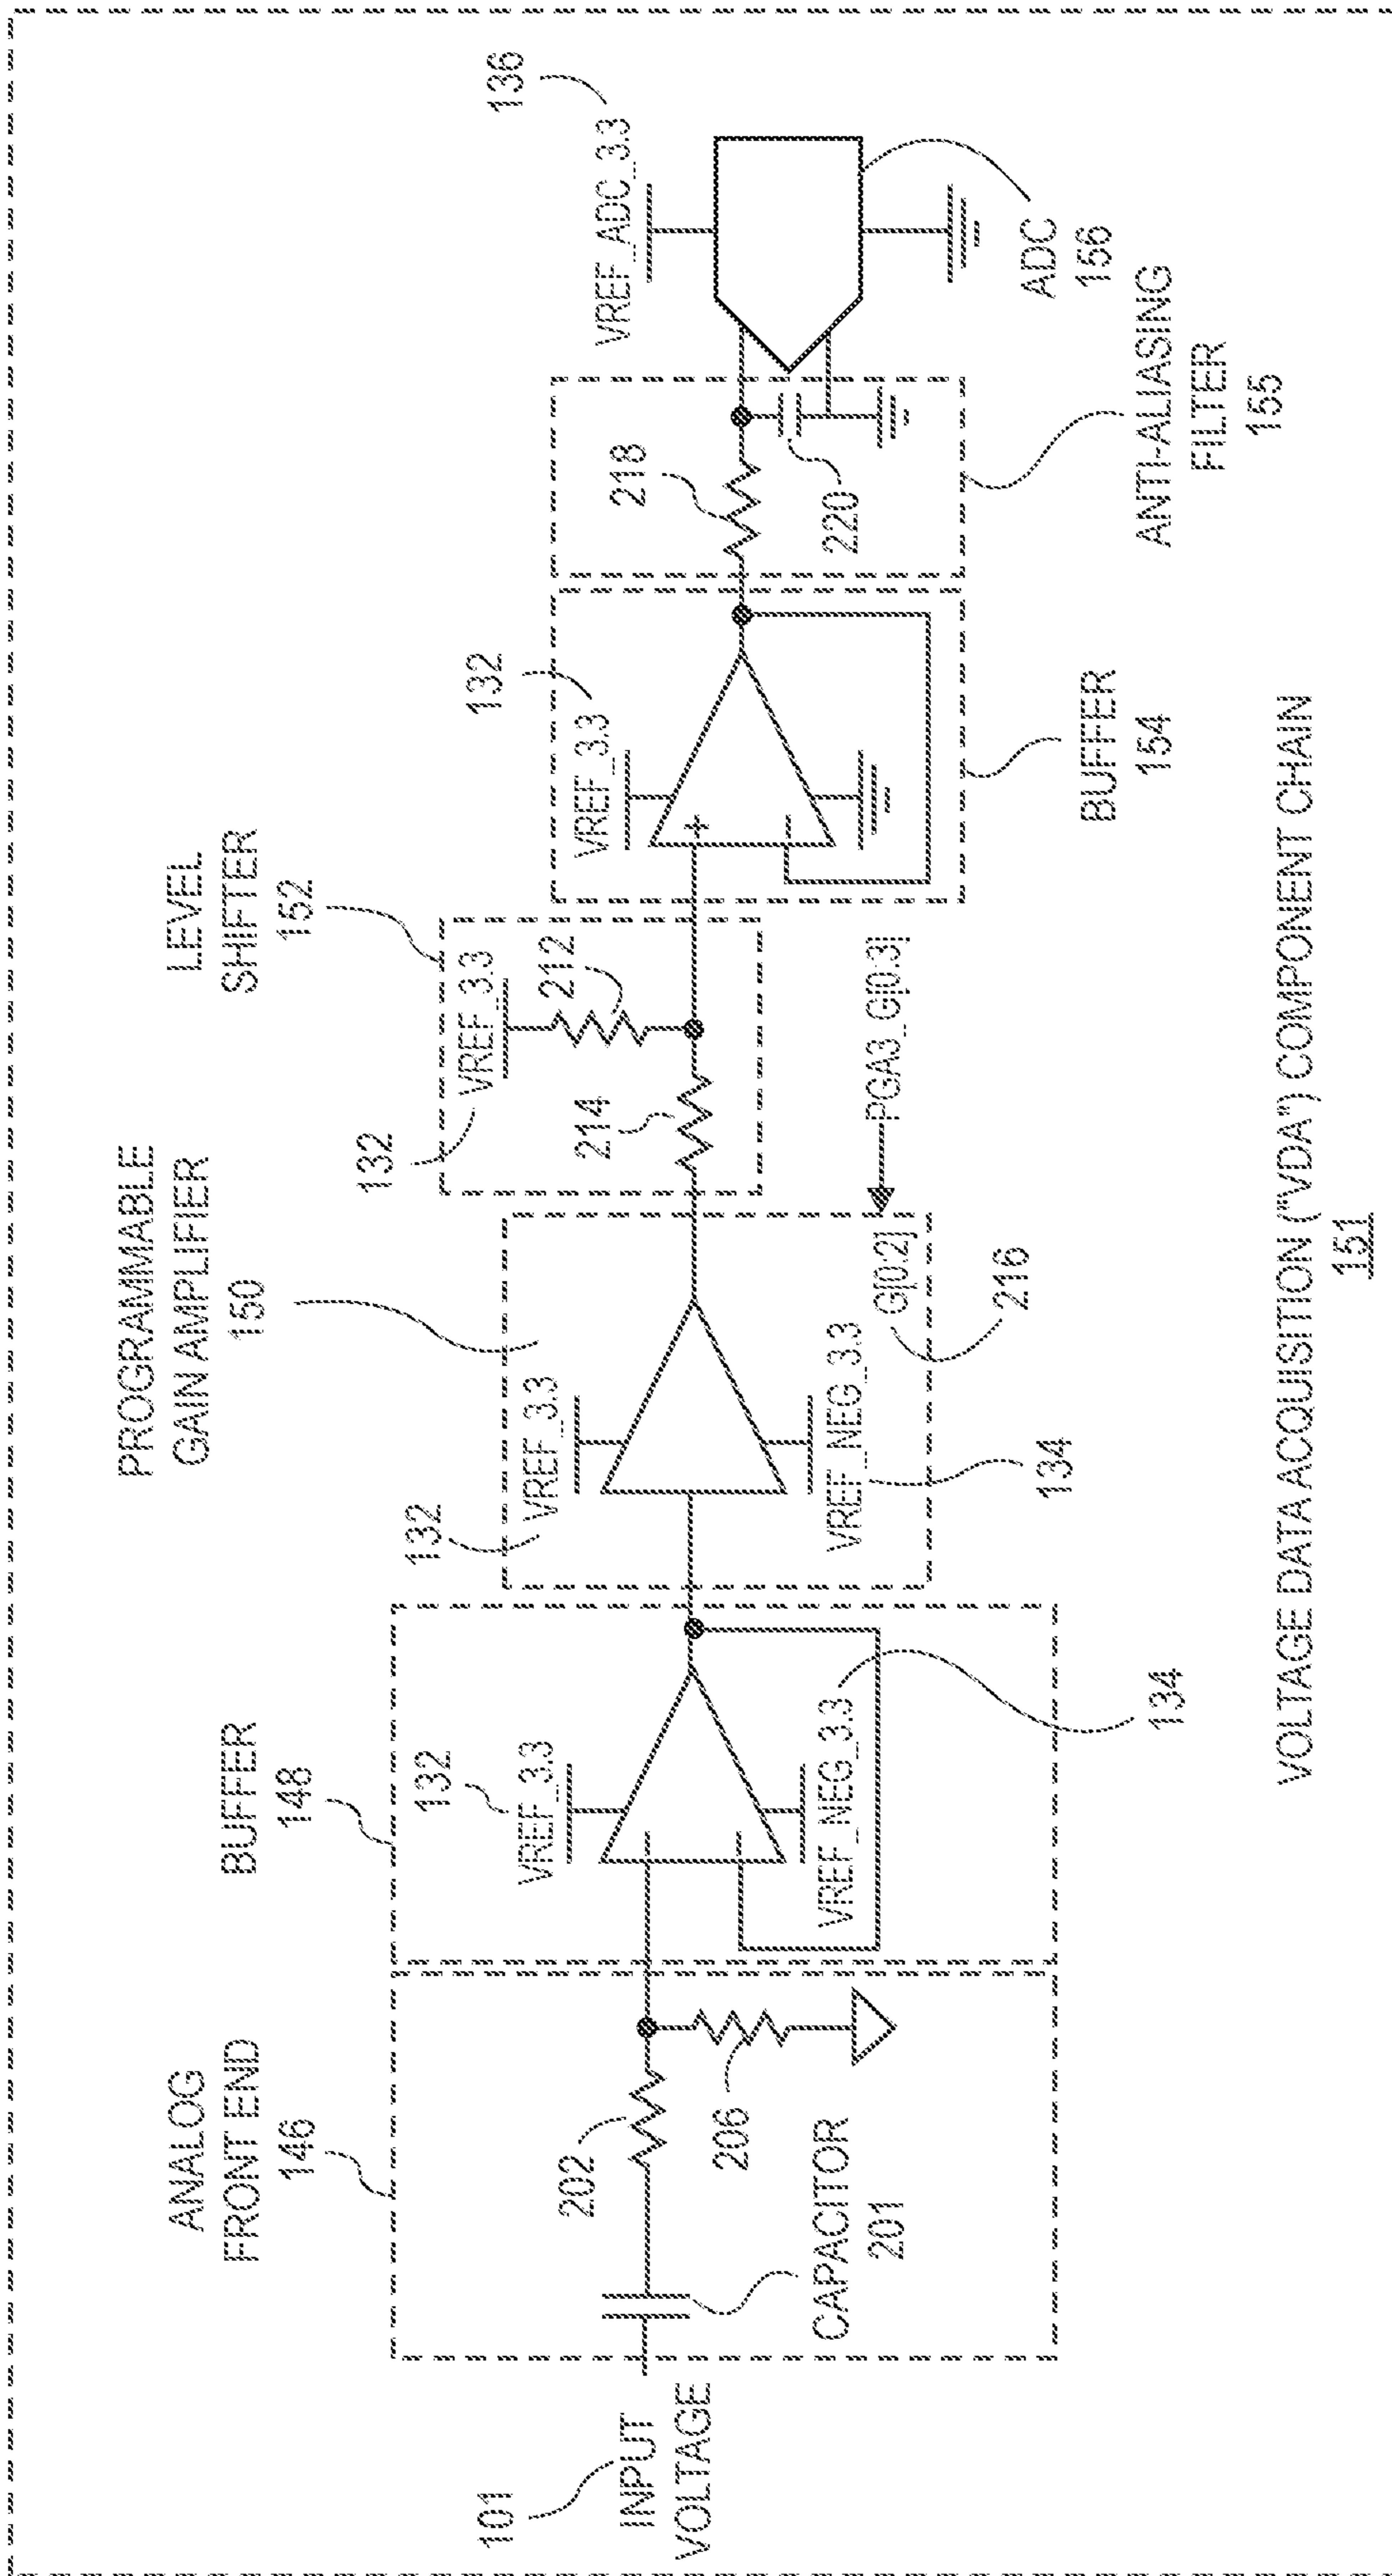 ANALOG
FRONT END
146
BUFFER
148
PROGRAMMABLE
GAIN AMPLIFIER
150
LEVEL
SHIFTER
152
101
INPUT
VOLTAGE
202
206
CAPACITOR
201
132
VREF_3.3
VREF_NEG_3.3
134
132
VREF_3.3
VREF_NEG_3.3
134
G[0:2]
216
PGA3_G[0:3]
132
VREF_3.3
212
214
132
VREF_3.3
+
−
BUFFER
154
218
220
ANTI-ALIASING
FILTER
155
136
VREF_ADC_3.3
ADC
156
VOLTAGE DATA ACQUISITION ("VDA") COMPONENT CHAIN
151